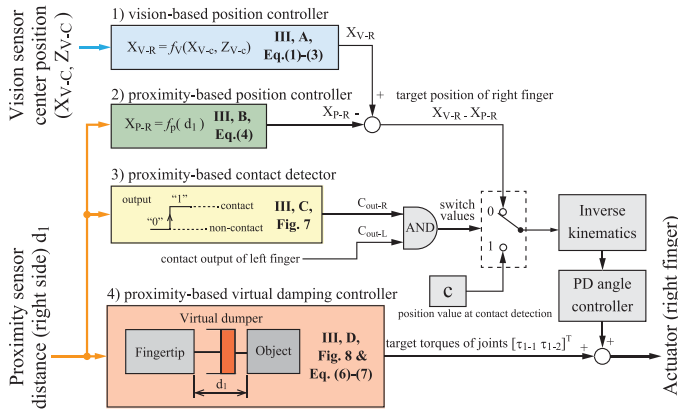 1) vision-based position controller
Vision sensor
center position
(X_V-C, Z_V-C)
X_V-R = f_V(X_V-c, Z_V-c)
III, A,
Eq.(1)-(3)
X_V-R
2) proximity-based position controller
X_P-R = f_p( d_1 )
III, B,
Eq.(4)
X_P-R
-
+
target position of right finger
X_V-R - X_P-R
3) proximity-based contact detector
output
"1"
contact
"0"
non-contact
III, C,
Fig. 7
C_out-R
C_out-L
AND
contact output of left finger
switch
values
0
1
C
position value at contact detection
Inverse
kinematics
PD angle
controller
Proximity sensor
distance (right side) d_1
4) proximity-based virtual damping controller
Virtual dumper
Fingertip
Object
d_1
III, D,
Fig. 8 &
Eq. (6)-(7)
target torques of joints [τ_1-1 τ_1-2]^T
+
+
Actuator (right finger)